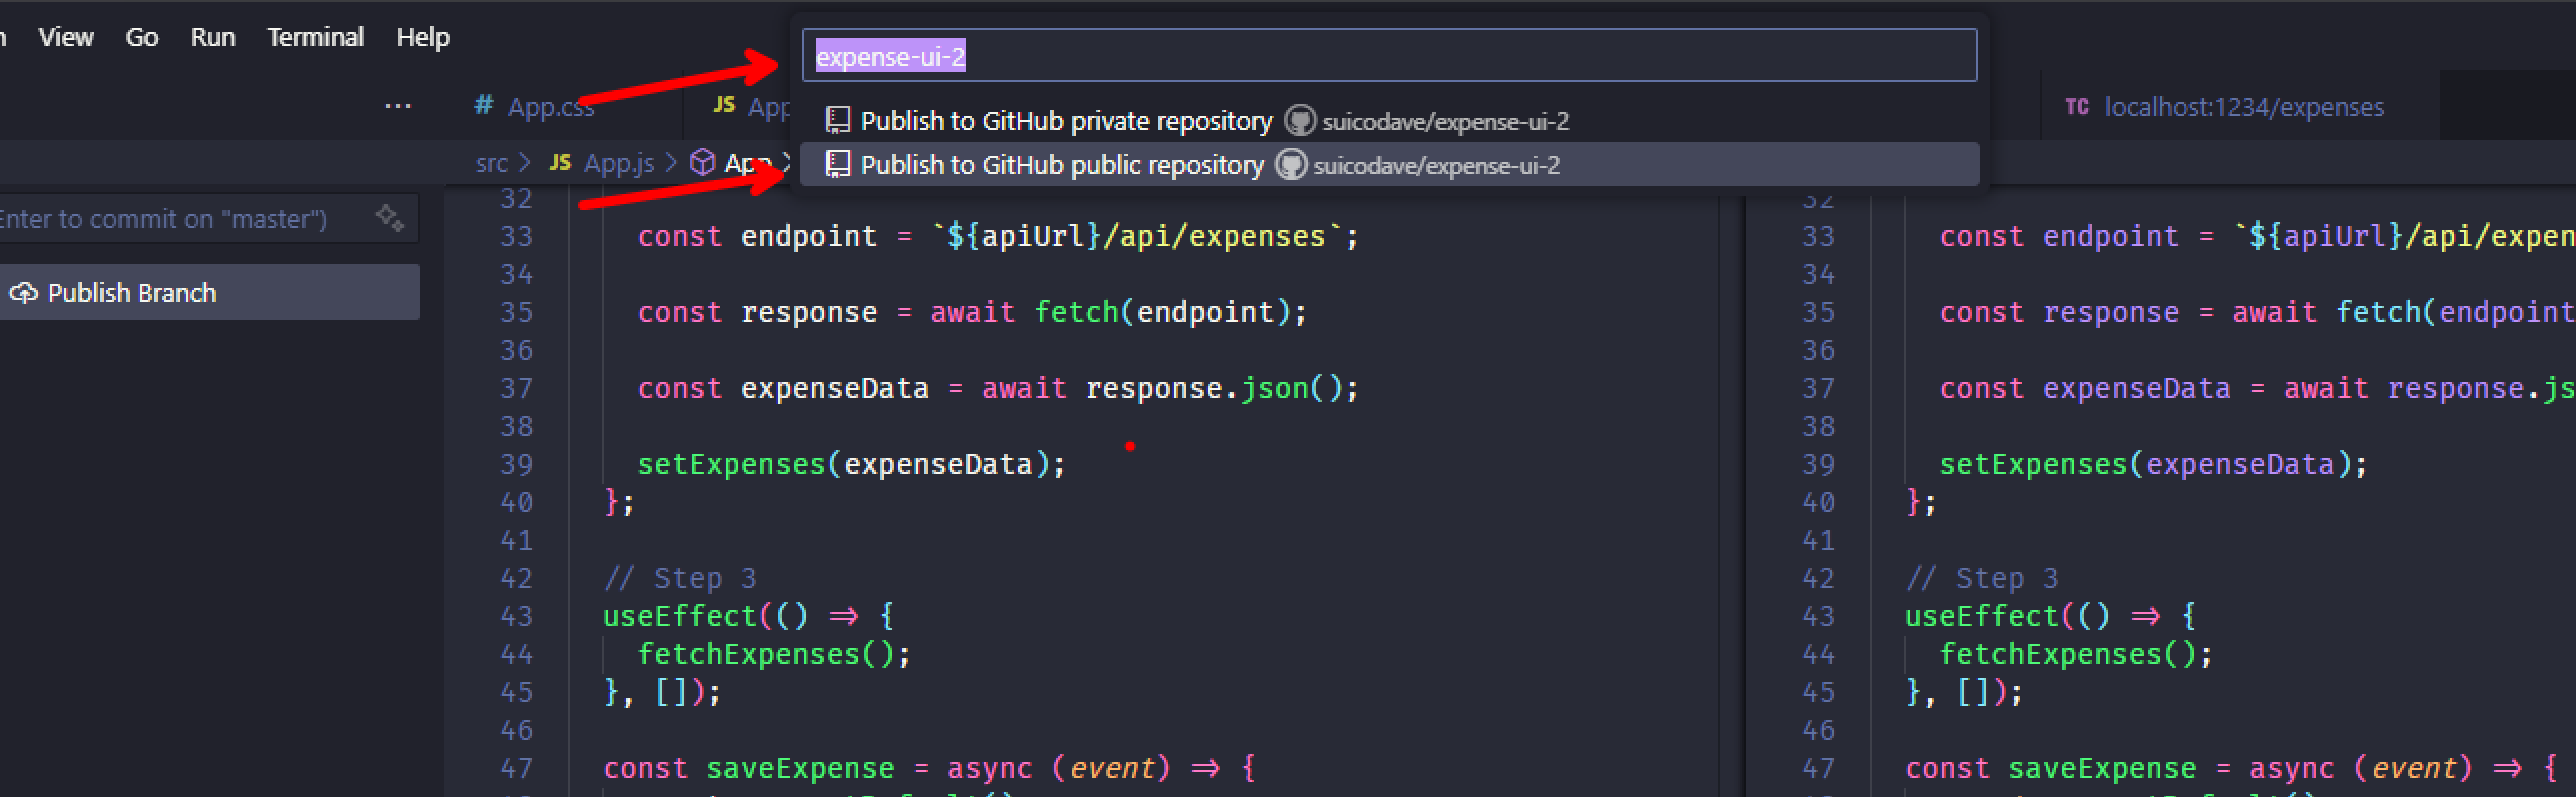 View Go Run Terminal Help
expense-ui-2
Publish to GitHub private repository suicodave/expense-ui-2
Publish to GitHub public repository suicodave/expense-ui-2
... # App.css JS App
TC localhost:1234/expenses
src > JS App.js > App >
Enter to commit on "master")
Publish Branch
32
33 const endpoint = `${apiUrl}/api/expenses`;
34
35 const response = await fetch(endpoint);
36
37 const expenseData = await response.json();
38
39 setExpenses(expenseData);
40 };
41
42 // Step 3
43 useEffect(() => {
44 fetchExpenses();
45 }, []);
46
47 const saveExpense = async (event) => {
32
33 const endpoint = `${apiUrl}/api/expen
34
35 const response = await fetch(endpoint
36
37 const expenseData = await response.js
38
39 setExpenses(expenseData);
40 };
41
42 // Step 3
43 useEffect(() => {
44 fetchExpenses();
45 }, []);
46
47 const saveExpense = async (event) => {